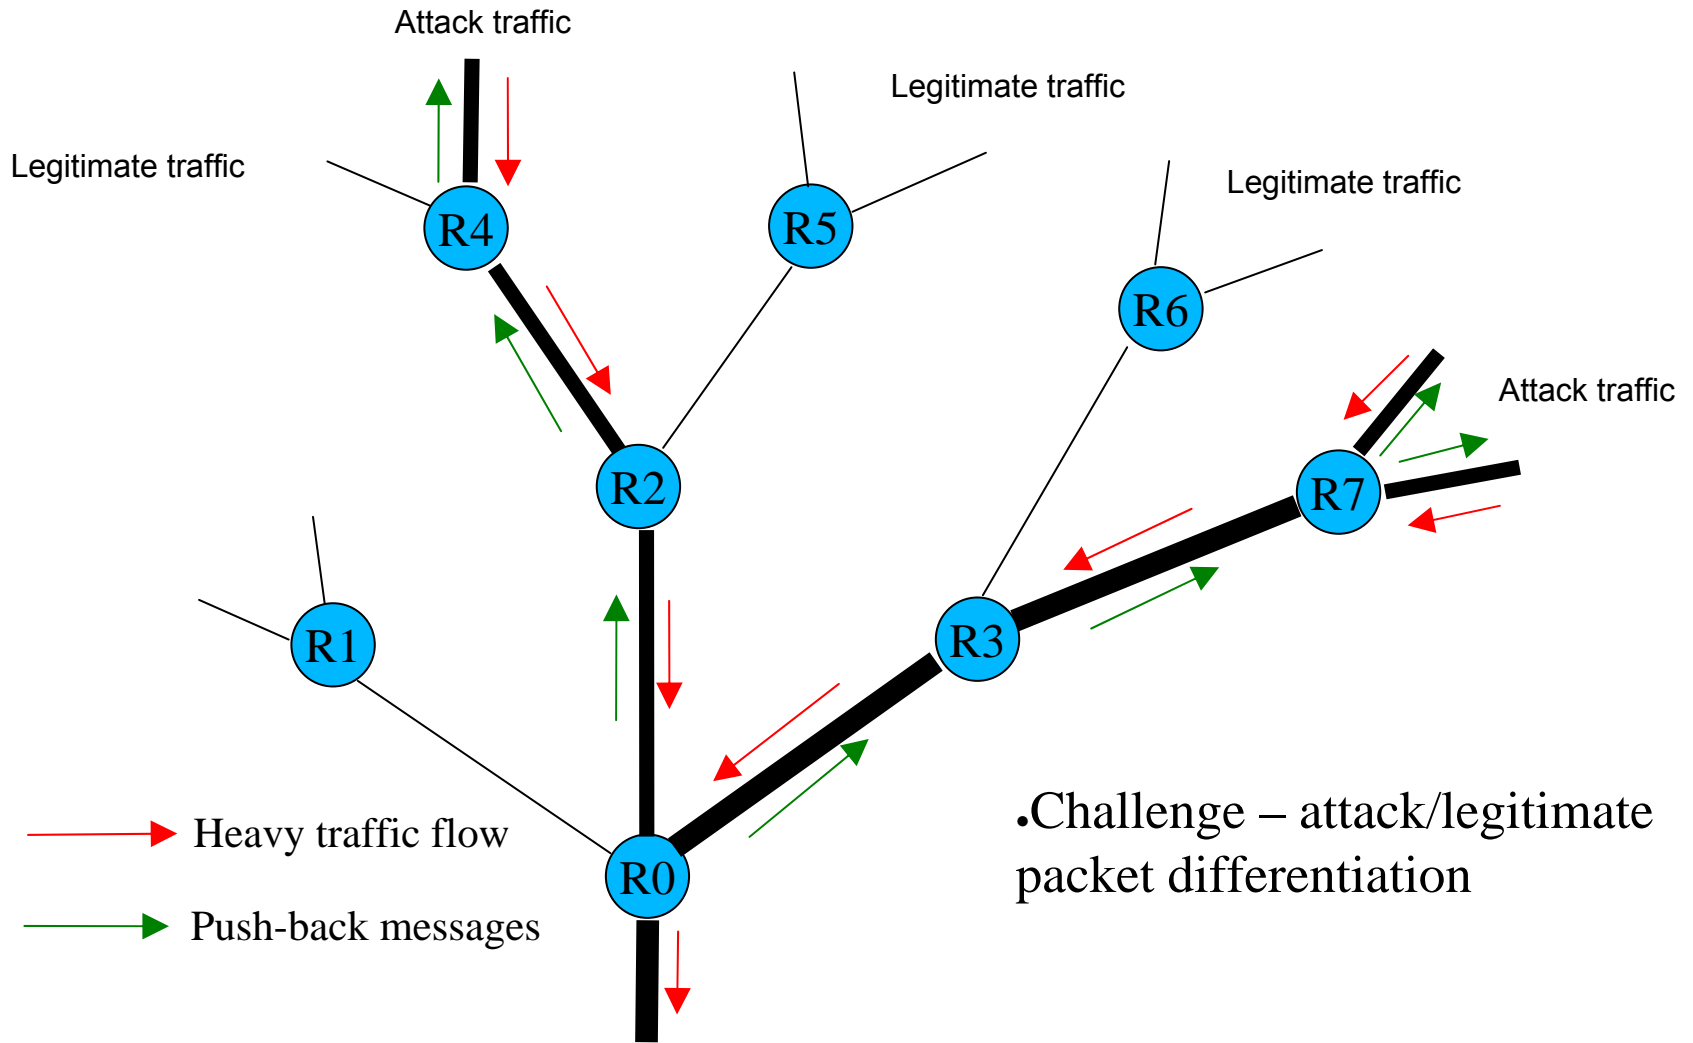 Attack traffic
Legitimate traffic
Legitimate traffic
Legitimate traffic
R4
R5
R6
Attack traffic
R2
R7
R1
R3
•Challenge – attack/legitimate
packet differentiation
Heavy traffic flow
R0
Push-back messages